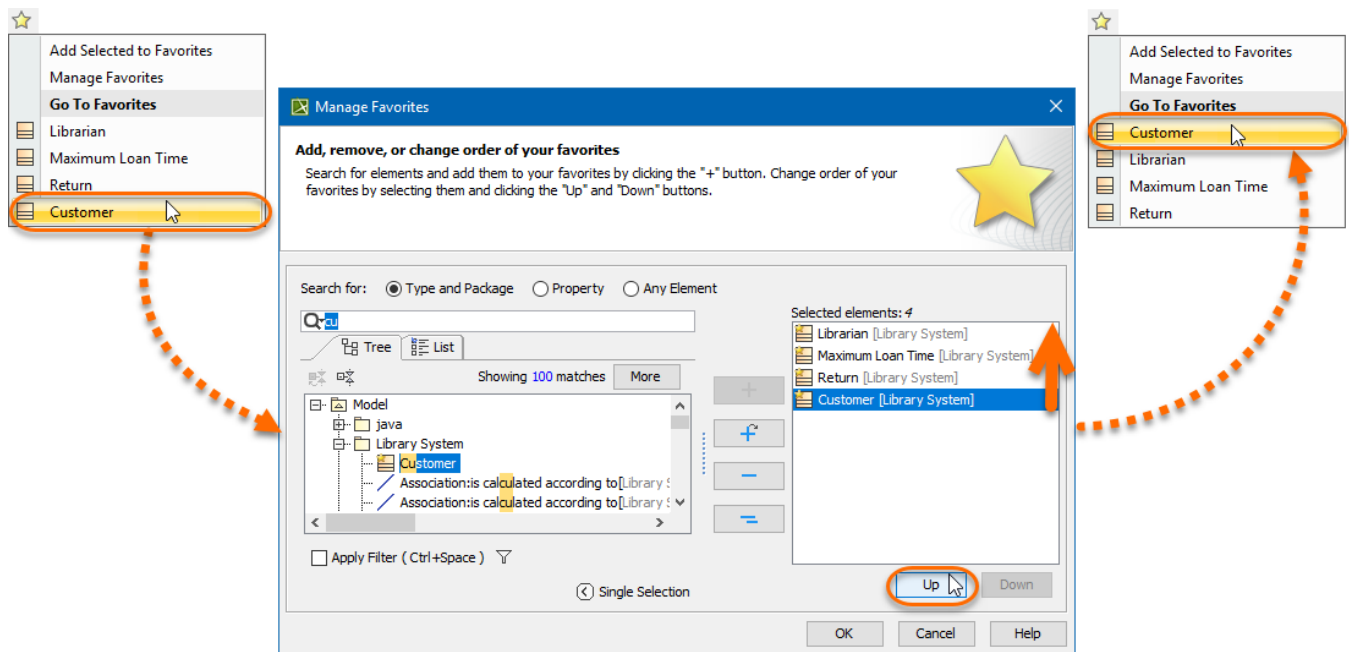 Add Selected to Favorites
Manage Favorites
Go To Favorites
Librarian
Maximum Loan Time
Return
Customer
Manage Favorites
Add, remove, or change order of your favorites
Search for elements and add them to your favorites by clicking the "+" button. Change order of your
favorites by selecting them and clicking the "Up" and "Down" buttons.
Search for: Type and Package Property Any Element
cu
Tree List
Showing 100 matches More
Model
java
Library System
Customer
Association:is calculated according to[Library S
Association:is calculated according to[Library S
Apply Filter ( Ctrl+Space )
Single Selection
+
Selected elements: 4
Librarian [Library System]
Maximum Loan Time [Library System]
Return [Library System]
Customer [Library System]
Up Down
OK Cancel Help
Add Selected to Favorites
Manage Favorites
Go To Favorites
Customer
Librarian
Maximum Loan Time
Return